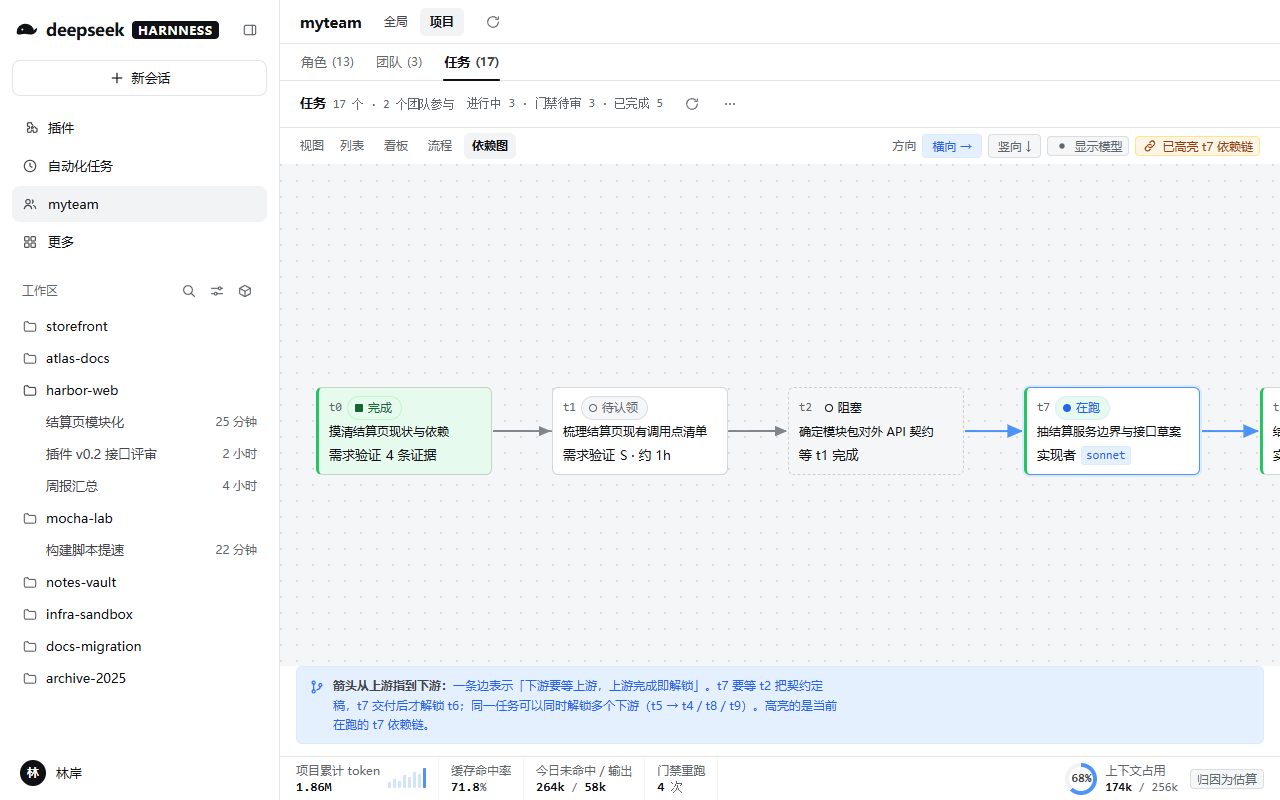 deepseek HARNNESS
新会话
插件
自动化任务
myteam
更多
工作区
storefront
atlas-docs
harbor-web
结算页模块化 25 分钟
插件 v0.2 接口评审 2 小时
周报汇总 4 小时
mocha-lab
构建脚本提速 22 分钟
notes-vault
infra-sandbox
docs-migration
archive-2025
林 林岸
myteam 全局 项目
角色 (13) 团队 (3) 任务 (17)
任务 17 个 · 2 个团队参与 进行中 3 · 门禁待审 3 · 已完成 5 ···
视图 列表 看板 流程 依赖图 方向 横向 → 竖向 ↓ 显示模型 已高亮 t7 依赖链
t0 完成
摸清结算页现状与依赖
需求验证 4 条证据
t1 待认领
梳理结算页现有调用点清单
需求验证 S · 约 1h
t2 阻塞
确定模块包对外 API 契约
等 t1 完成
t7 在跑
抽结算服务边界与接口草案
实现者 sonnet
箭头从上游指到下游：一条边表示「下游要等上游，上游完成即解锁」。t7 要等 t2 把契约定
稿，t7 交付后才解锁 t6；同一任务可以同时解锁多个下游（t5 → t4 / t8 / t9）。高亮的是当前
在跑的 t7 依赖链。
项目累计 token
1.86M
缓存命中率
71.8%
今日未命中 / 输出
264k / 58k
门禁重跑
4 次
68%
上下文占用
174k / 256k
归因为估算